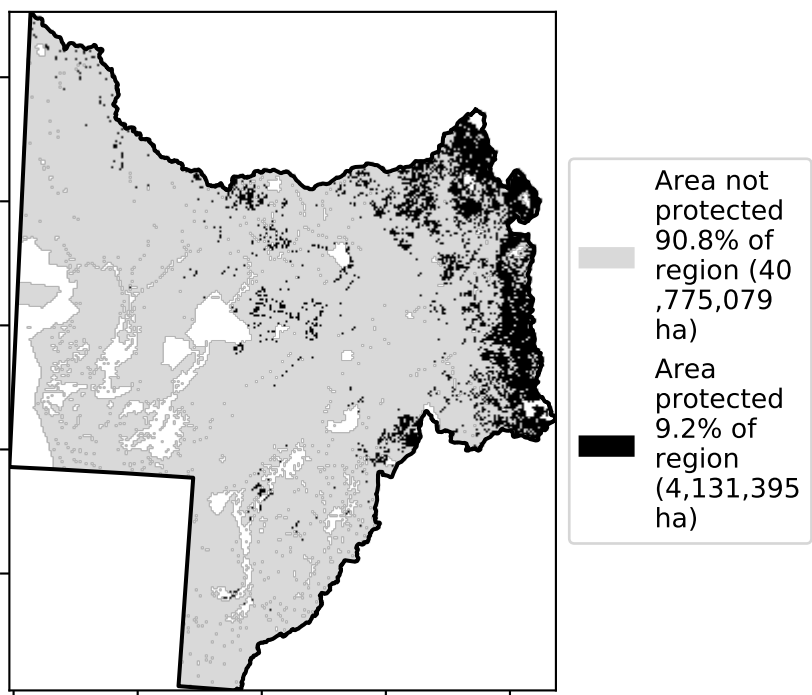 Area not
protected
90.8% of
region (40
,775,079
ha)
Area
protected
9.2% of
region
(4,131,395
ha)